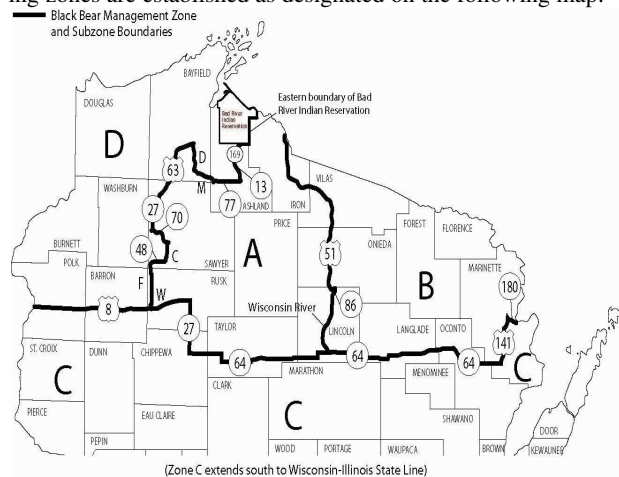 ing zones are established as designated on the following map:
Black Bear Management Zone
and Subzone Boundaries
BAYFIELD
DOUGLAS
Eastern boundary of Bad
River Indian Reservation
Bad River
Indian
Reservation
D
D
169
63
VILAS
M
13
WASHBURN
77
ASHLAND
IRON
27
70
PRICE
FOREST
FLORENCE
ONEIDA
BURNETT
48
C
A
51
MARINETTE
POLK
SAWYER
BARRON
RUSK
B
180
F
W
86
8
Wisconsin River
27
TAYLOR
LINCOLN
LANGLADE
OCONTO
141
ST. CROIX
DUNN
CHIPPEWA
64
64
64
C
MARATHON
MENOMINEE
C
CLARK
C
PIERCE
EAU CLAIRE
SHAWANO
DOOR
PEPIN
WOOD
PORTAGE
WAUPACA
BROWN
KEWAUNEE
(Zone C extends south to Wisconsin-Illinois State Line)